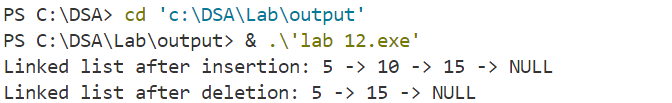 PS C:\DSA> cd 'c:\DSA\Lab\output'
PS C:\DSA\Lab\output> & .\'lab 12.exe'
Linked list after insertion: 5 -> 10 -> 15 -> NULL
Linked list after deletion: 5 -> 15 -> NULL